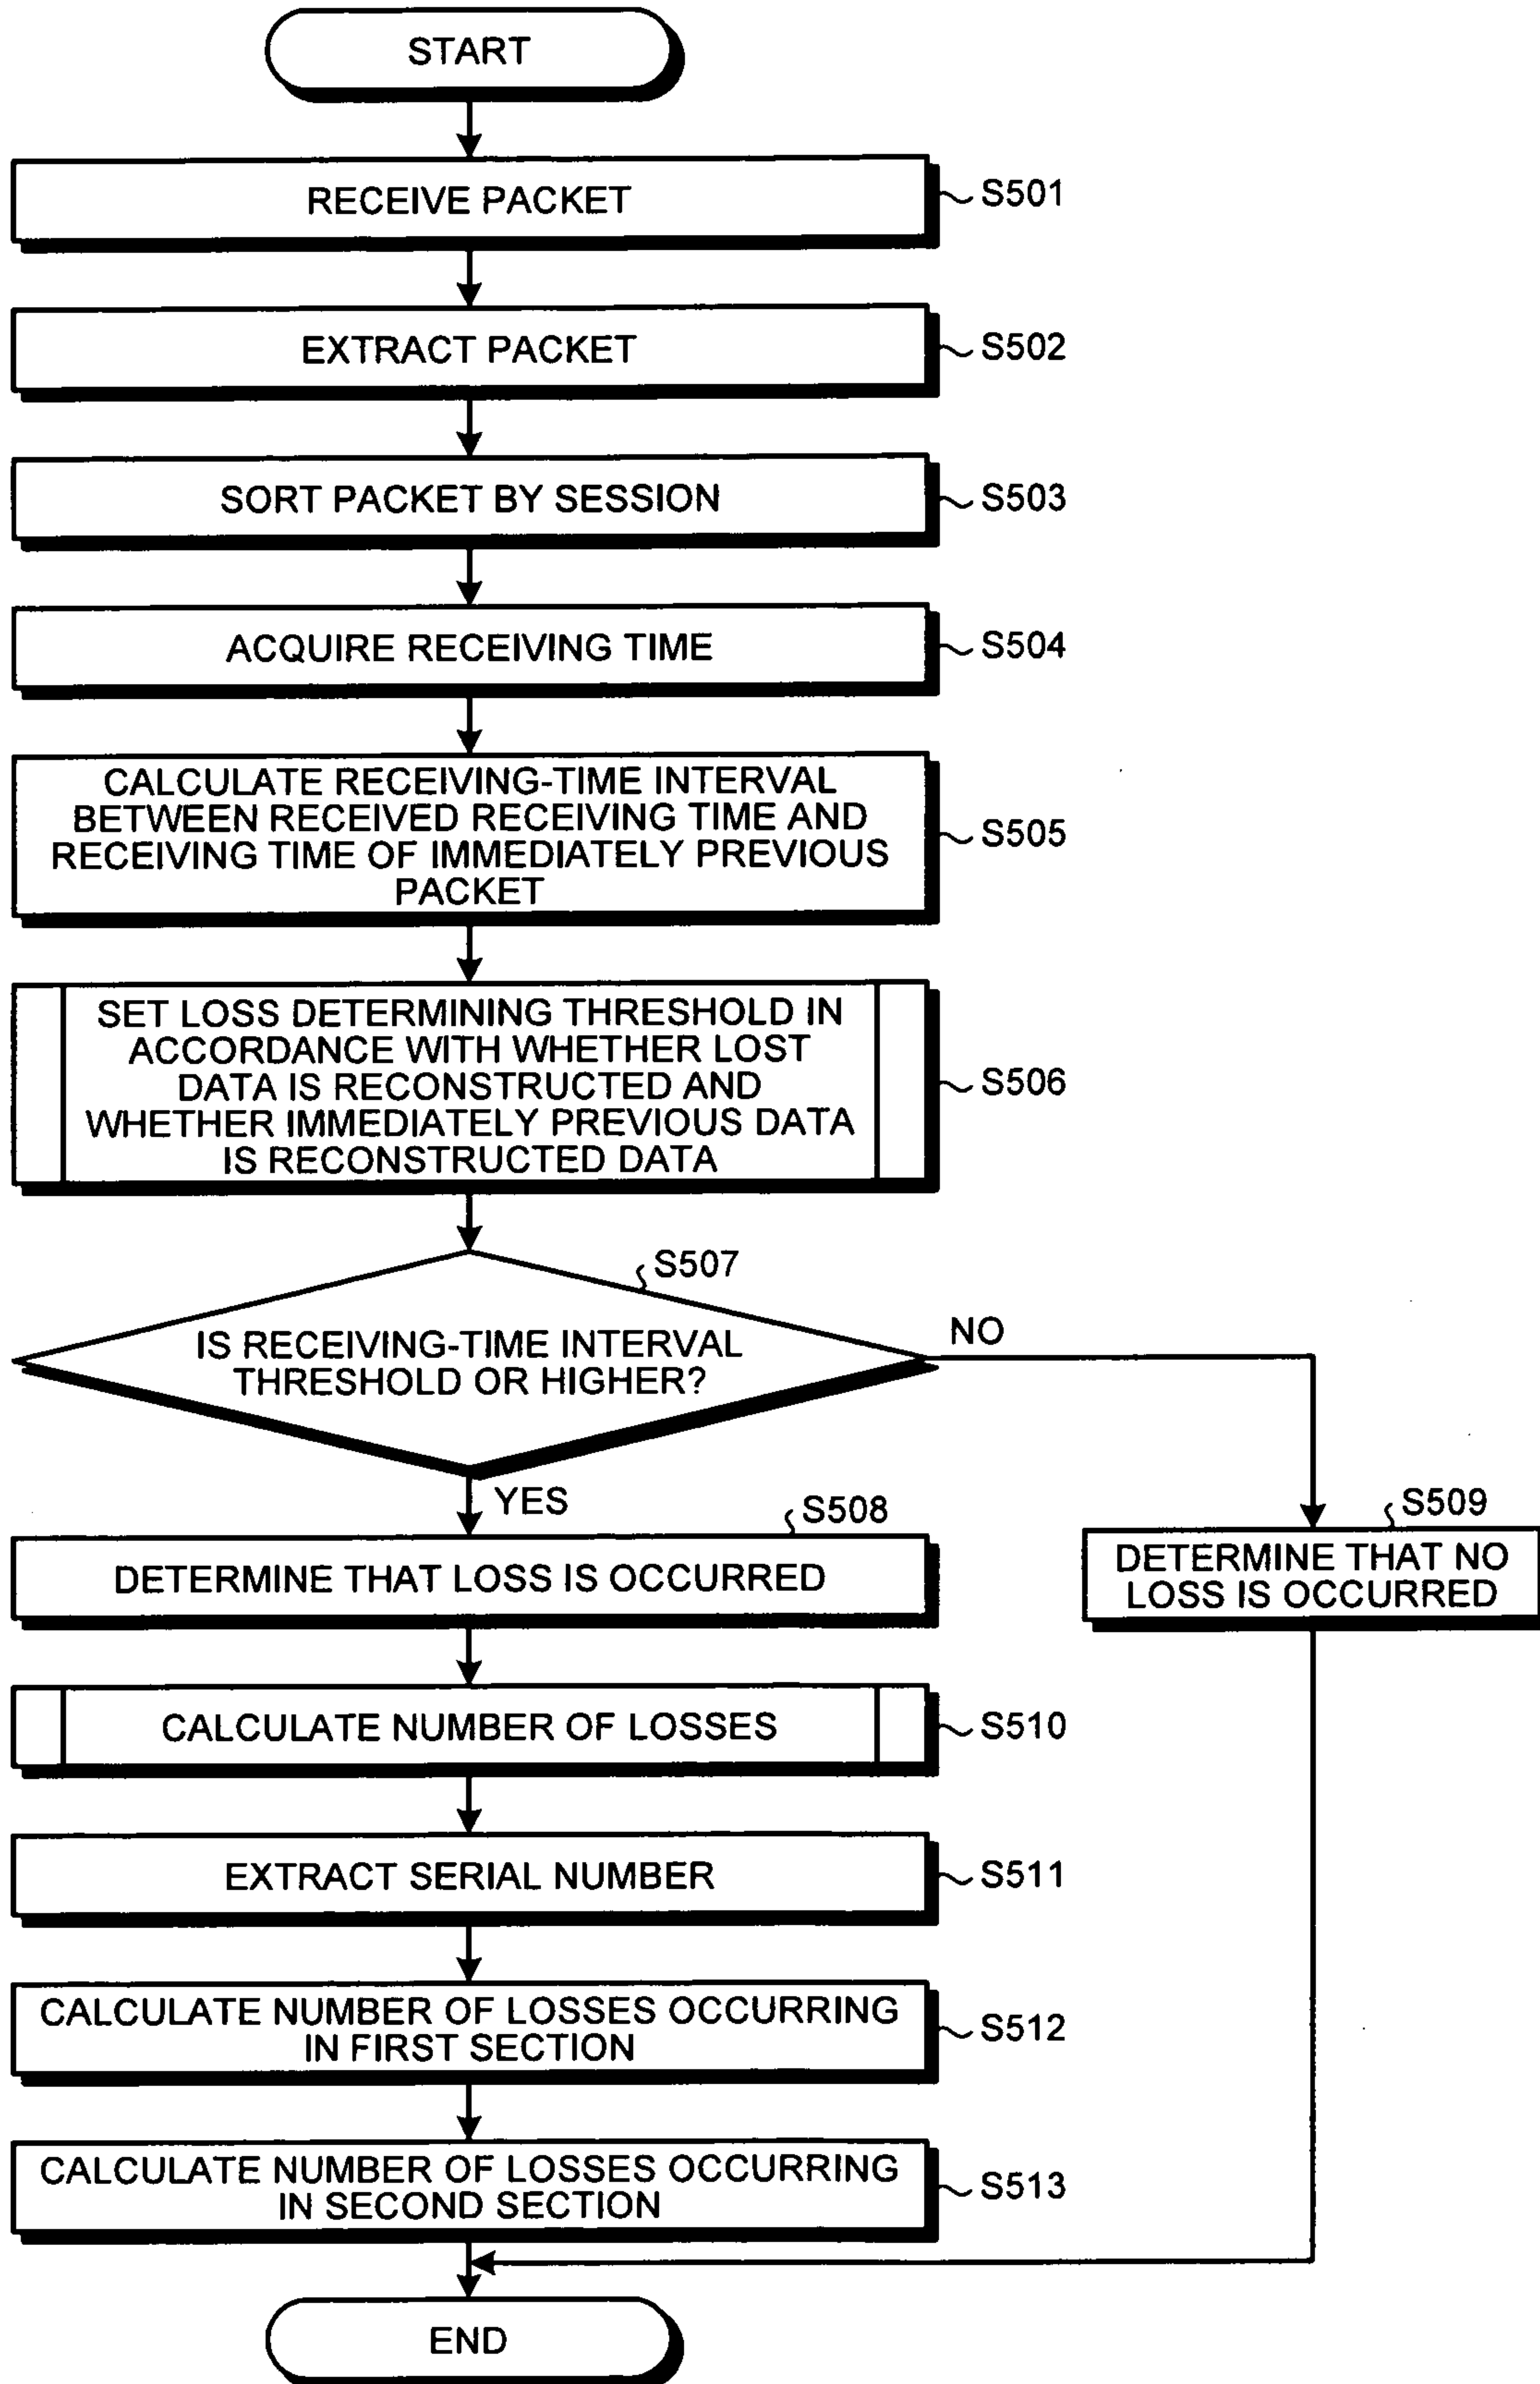 START
RECEIVE PACKET
S501
EXTRACT PACKET
S502
SORT PACKET BY SESSION
S503
ACQUIRE RECEIVING TIME
S504
CALCULATE RECEIVING-TIME INTERVAL
BETWEEN RECEIVED RECEIVING TIME AND
RECEIVING TIME OF IMMEDIATELY PREVIOUS
PACKET
S505
SET LOSS DETERMINING THRESHOLD IN
ACCORDANCE WITH WHETHER LOST
DATA IS RECONSTRUCTED AND
WHETHER IMMEDIATELY PREVIOUS DATA
IS RECONSTRUCTED DATA
S506
S507
IS RECEIVING-TIME INTERVAL
THRESHOLD OR HIGHER?
NO
YES
S508
DETERMINE THAT LOSS IS OCCURRED
S509
DETERMINE THAT NO
LOSS IS OCCURRED
CALCULATE NUMBER OF LOSSES
S510
EXTRACT SERIAL NUMBER
S511
CALCULATE NUMBER OF LOSSES OCCURRING
IN FIRST SECTION
S512
CALCULATE NUMBER OF LOSSES OCCURRING
IN SECOND SECTION
S513
END